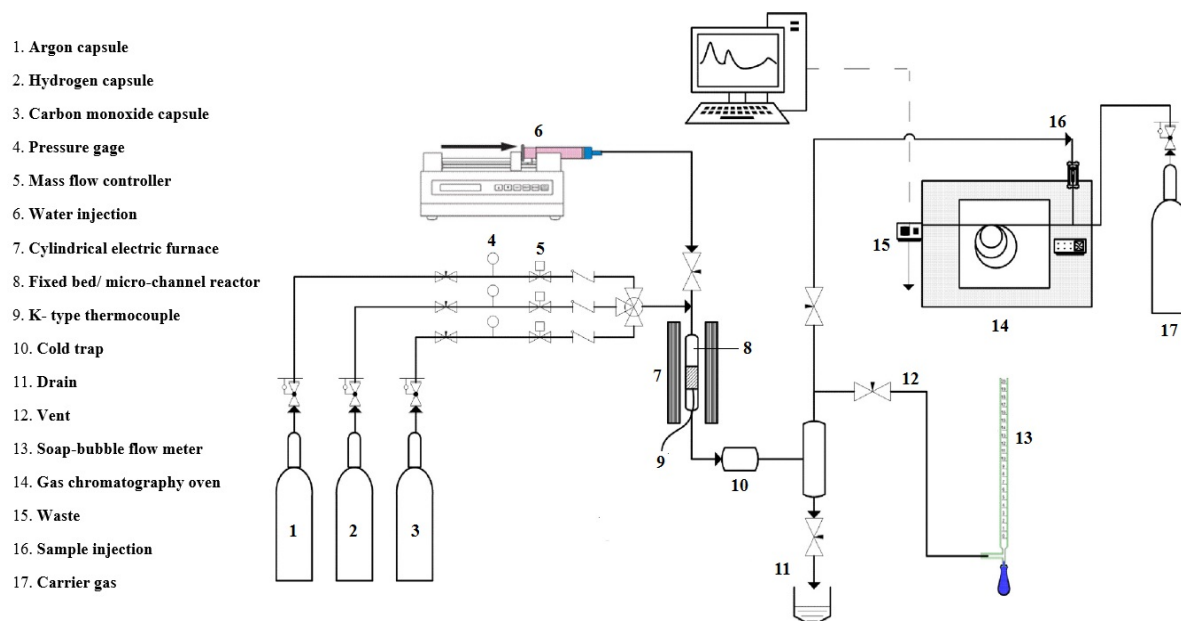 1. Argon capsule
2. Hydrogen capsule
3. Carbon monoxide capsule
4. Pressure gage
5. Mass flow controller
6. Water injection
7. Cylindrical electric furnace
8. Fixed bed/ micro-channel reactor
9. K- type thermocouple
10. Cold trap
11. Drain
12. Vent
13. Soap-bubble flow meter
14. Gas chromatography oven
15. Waste
16. Sample injection
17. Carrier gas
6
16
4
5
15
14
17
8
7
12
9
10
13
1
2
3
11